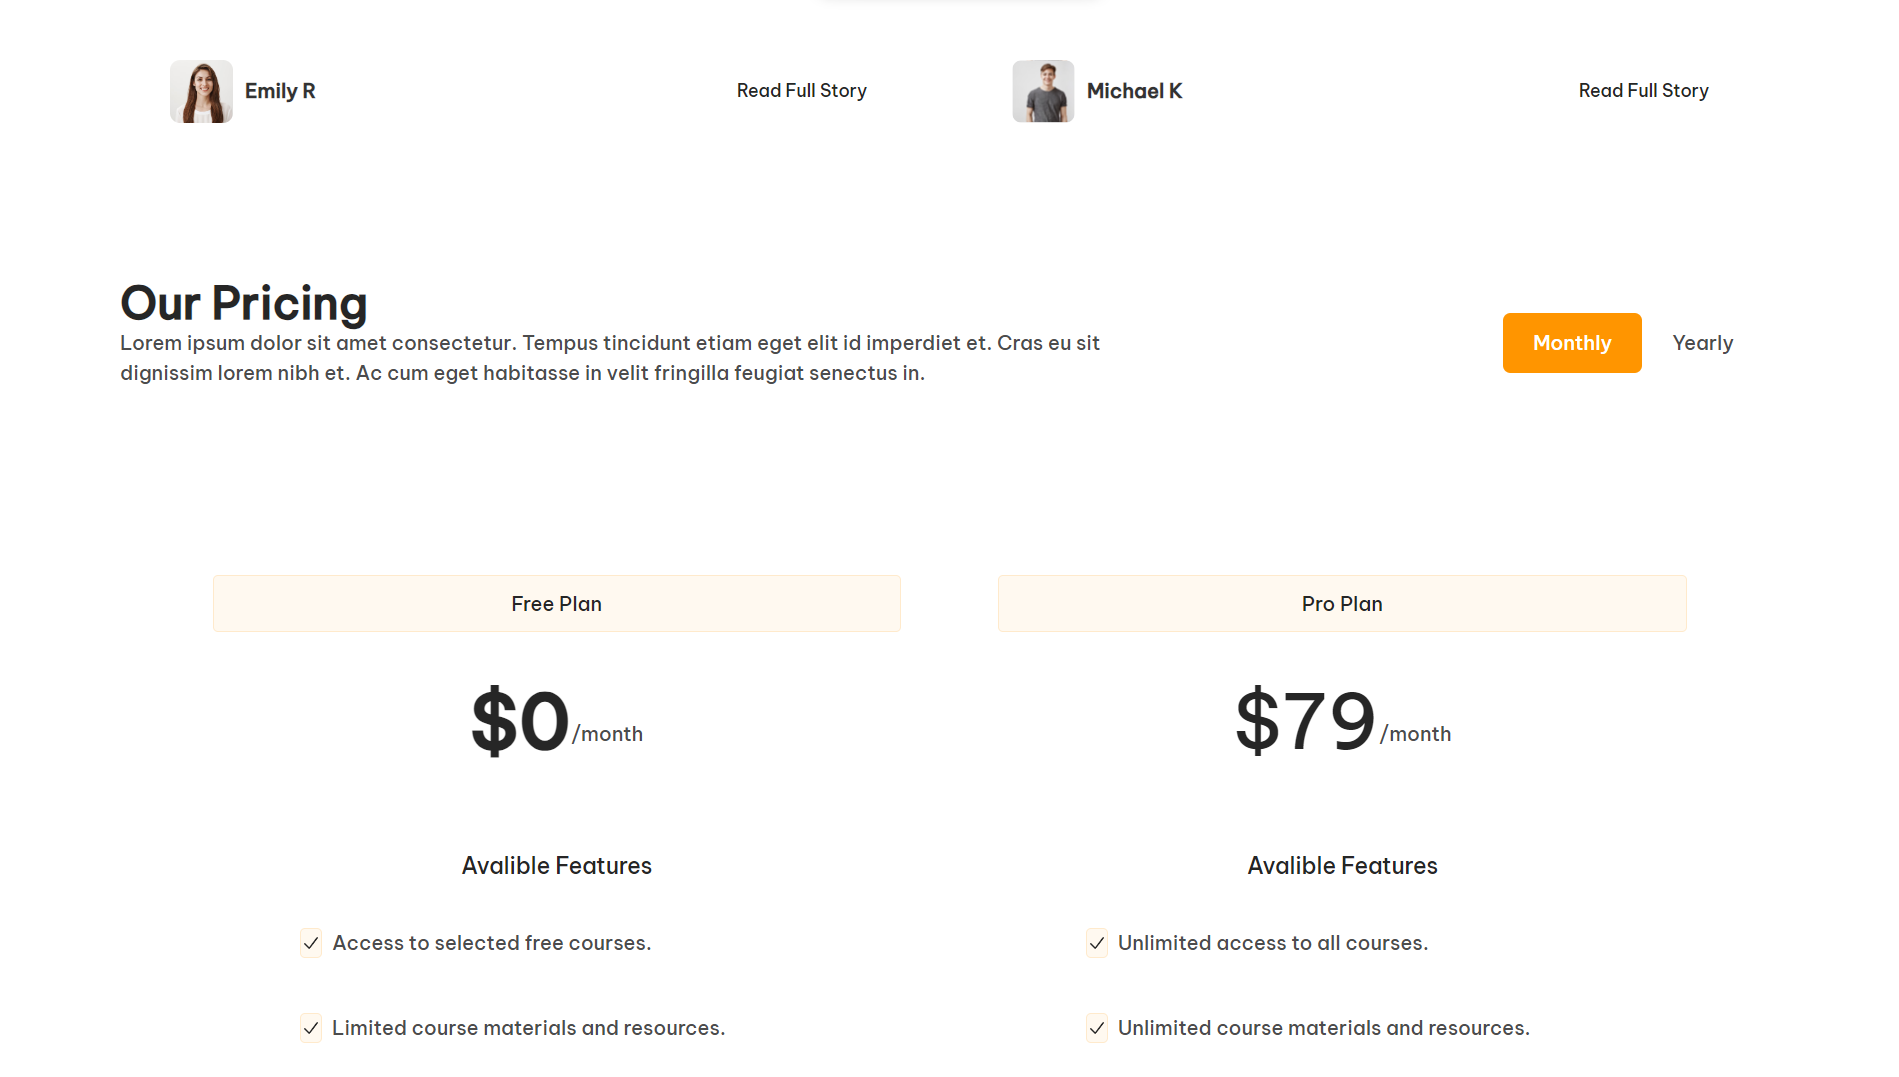 Emily R
Read Full Story
Michael K
Read Full Story
Our Pricing
Lorem ipsum dolor sit amet consectetur. Tempus tincidunt etiam eget elit id imperdiet et. Cras eu sit
dignissim lorem nibh et. Ac cum eget habitasse in velit fringilla feugiat senectus in.
Monthly
Yearly
Free Plan
$0/month
Avalible Features
Access to selected free courses.
Limited course materials and resources.
Pro Plan
$79/month
Avalible Features
Unlimited access to all courses.
Unlimited course materials and resources.